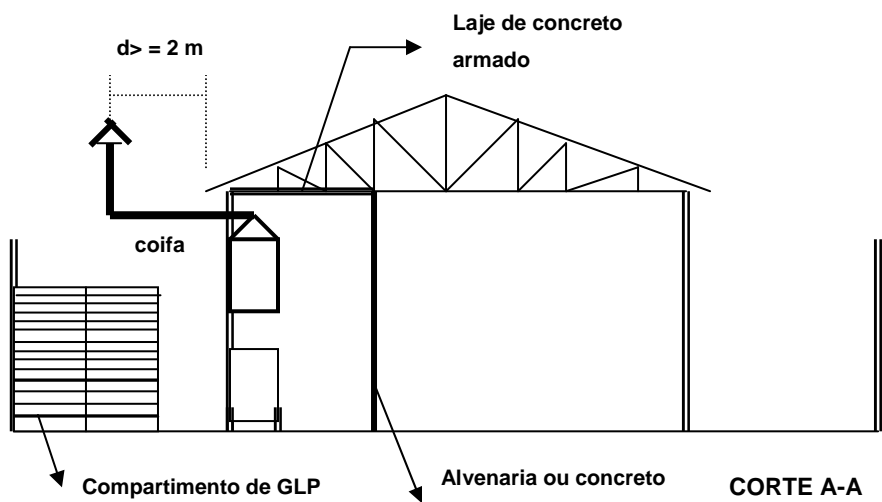 Laje de concreto
armado
d> = 2 m
coifa
Compartimento de GLP
Alvenaria ou concreto
CORTE A-A